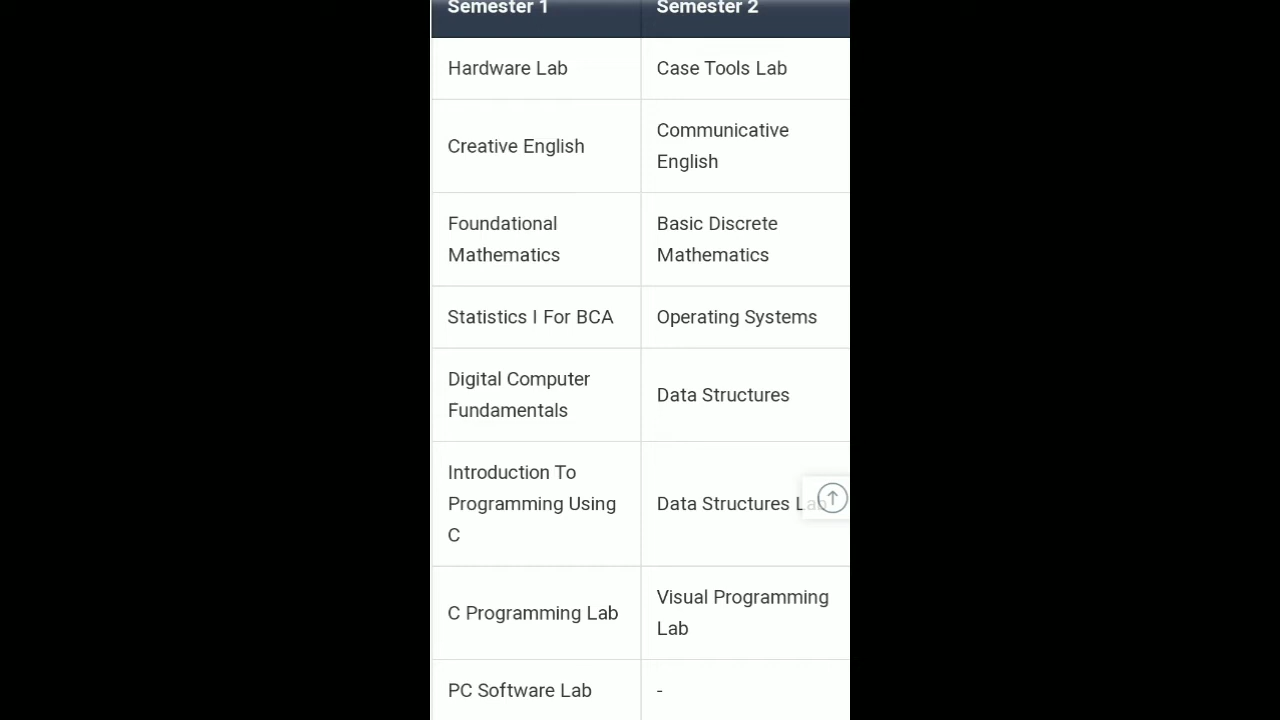 Semester 1 Semester 2
Hardware Lab Case Tools Lab
Creative English
Communicative
English
Foundational
Mathematics
Basic Discrete
Mathematics
Statistics I For BCA Operating Systems
Digital Computer
Fundamentals
Data Structures
Introduction To
Programming Using
C
Data Structures Lab
C Programming Lab
Visual Programming
Lab
PC Software Lab -